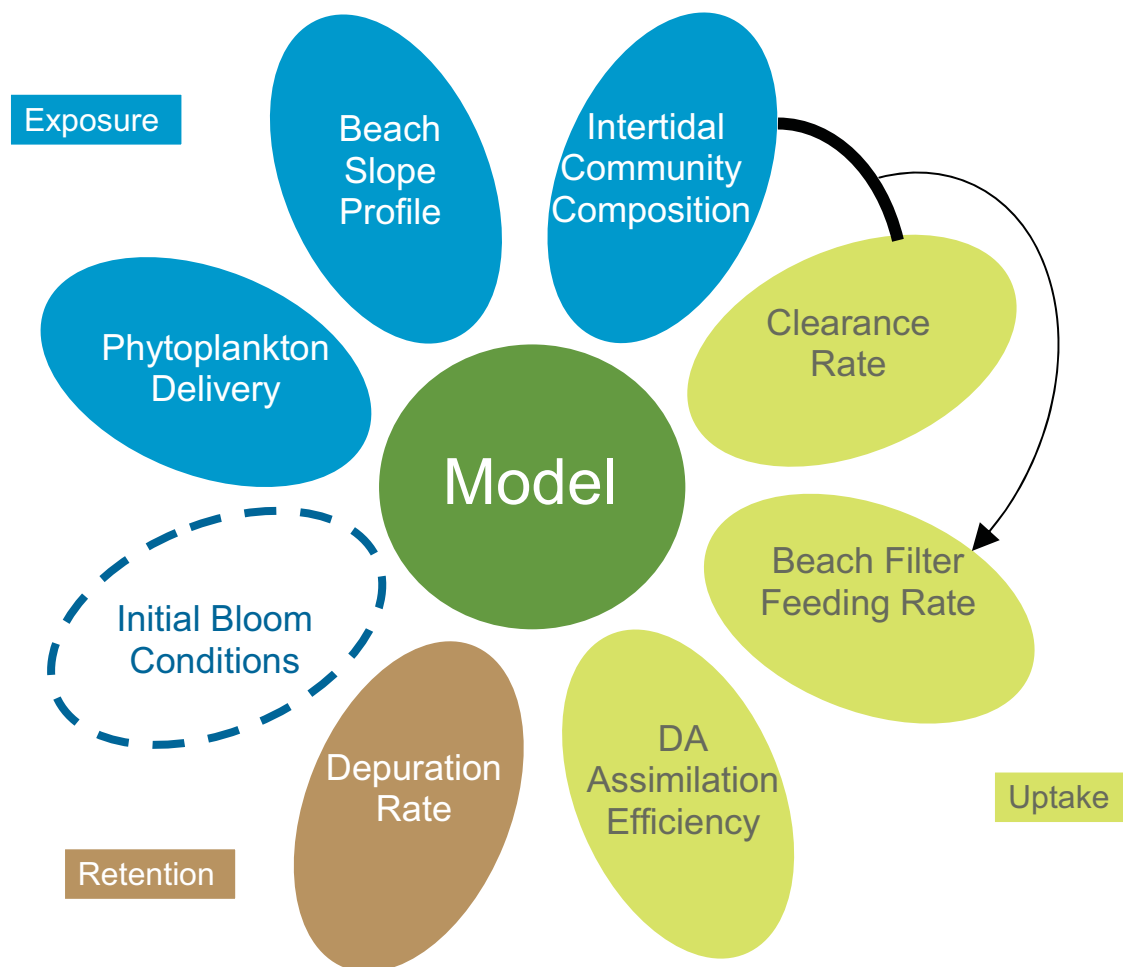 Exposure
Beach
Slope
Profile
Intertidal
Community
Composition
Phytoplankton
Delivery
Clearance
Rate
Model
Beach Filter
Feeding Rate
Initial Bloom
Conditions
Depuration
Rate
DA
Assimilation
Efficiency
Uptake
Retention